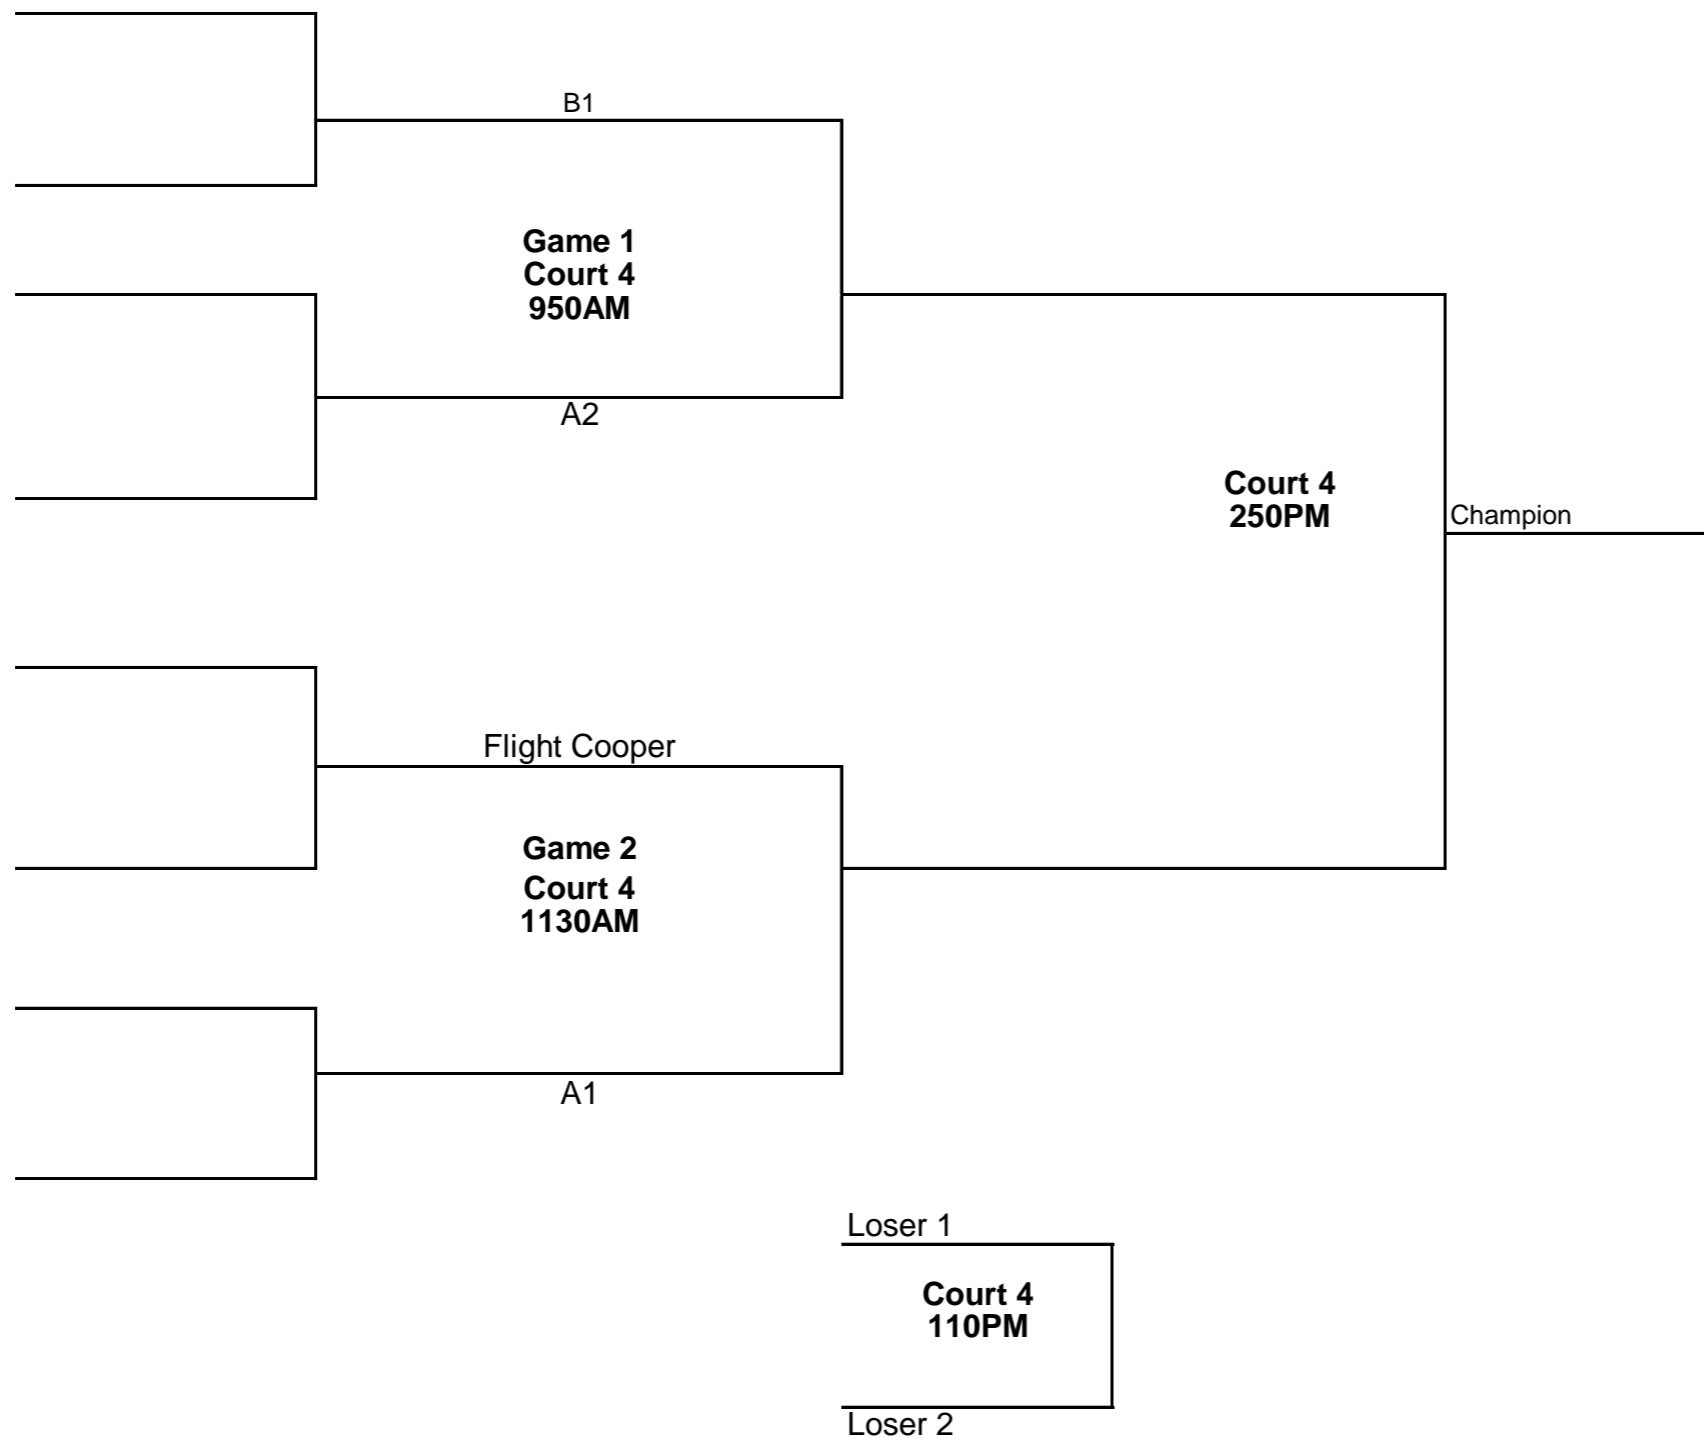 B1
Game 1
Court 4
950AM
A2
Court 4
250PM
Champion
Flight Cooper
Game 2
Court 4
1130AM
A1
Loser 1
Court 4
110PM
Loser 2